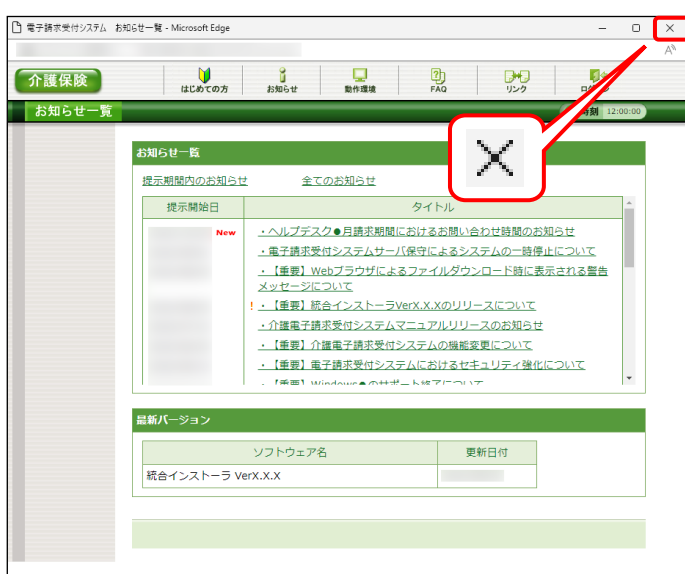 電子請求受付システム お知らせ一覧 - Microsoft Edge
介護保険
はじめての方 お知らせ 動作環境 FAQ リンク
お知らせ一覧
刻 12:00:00
お知らせ一覧
提示期間内のお知らせ 全てのお知らせ
提示開始日 タイトル
New ・ヘルプデスク●月請求期間におけるお問い合わせ時間のお知らせ
・電子請求受付システムサーバ保守によるシステムの一時停止について
・【重要】Webブラウザによるファイルダウンロード時に表示される警告
メッセージについて
! ・【重要】統合インストーラVerX.X.Xのリリースについて
・介護電子請求受付システムマニュアルリリースのお知らせ
・【重要】介護電子請求受付システムの機能変更について
・【重要】電子請求受付システムにおけるセキュリティ強化について
・【重要】Windows●のサポート終了について
最新バージョン
ソフトウェア名 更新日付
統合インストーラ VerX.X.X